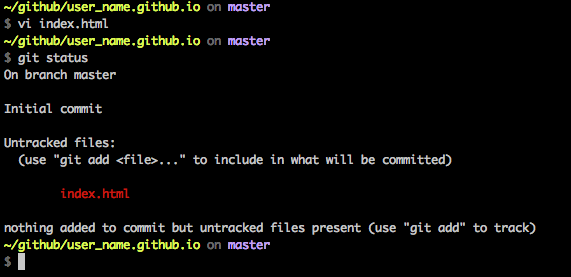 ~/github/user_name.github.io on master
$ vi index.html
~/github/user_name.github.io on master
$ git status
On branch master
Initial commit
Untracked files:
(use "git add <file>..." to include in what will be committed)
index.html
nothing added to commit but untracked files present (use "git add" to track)
~/github/user_name.github.io on master
$